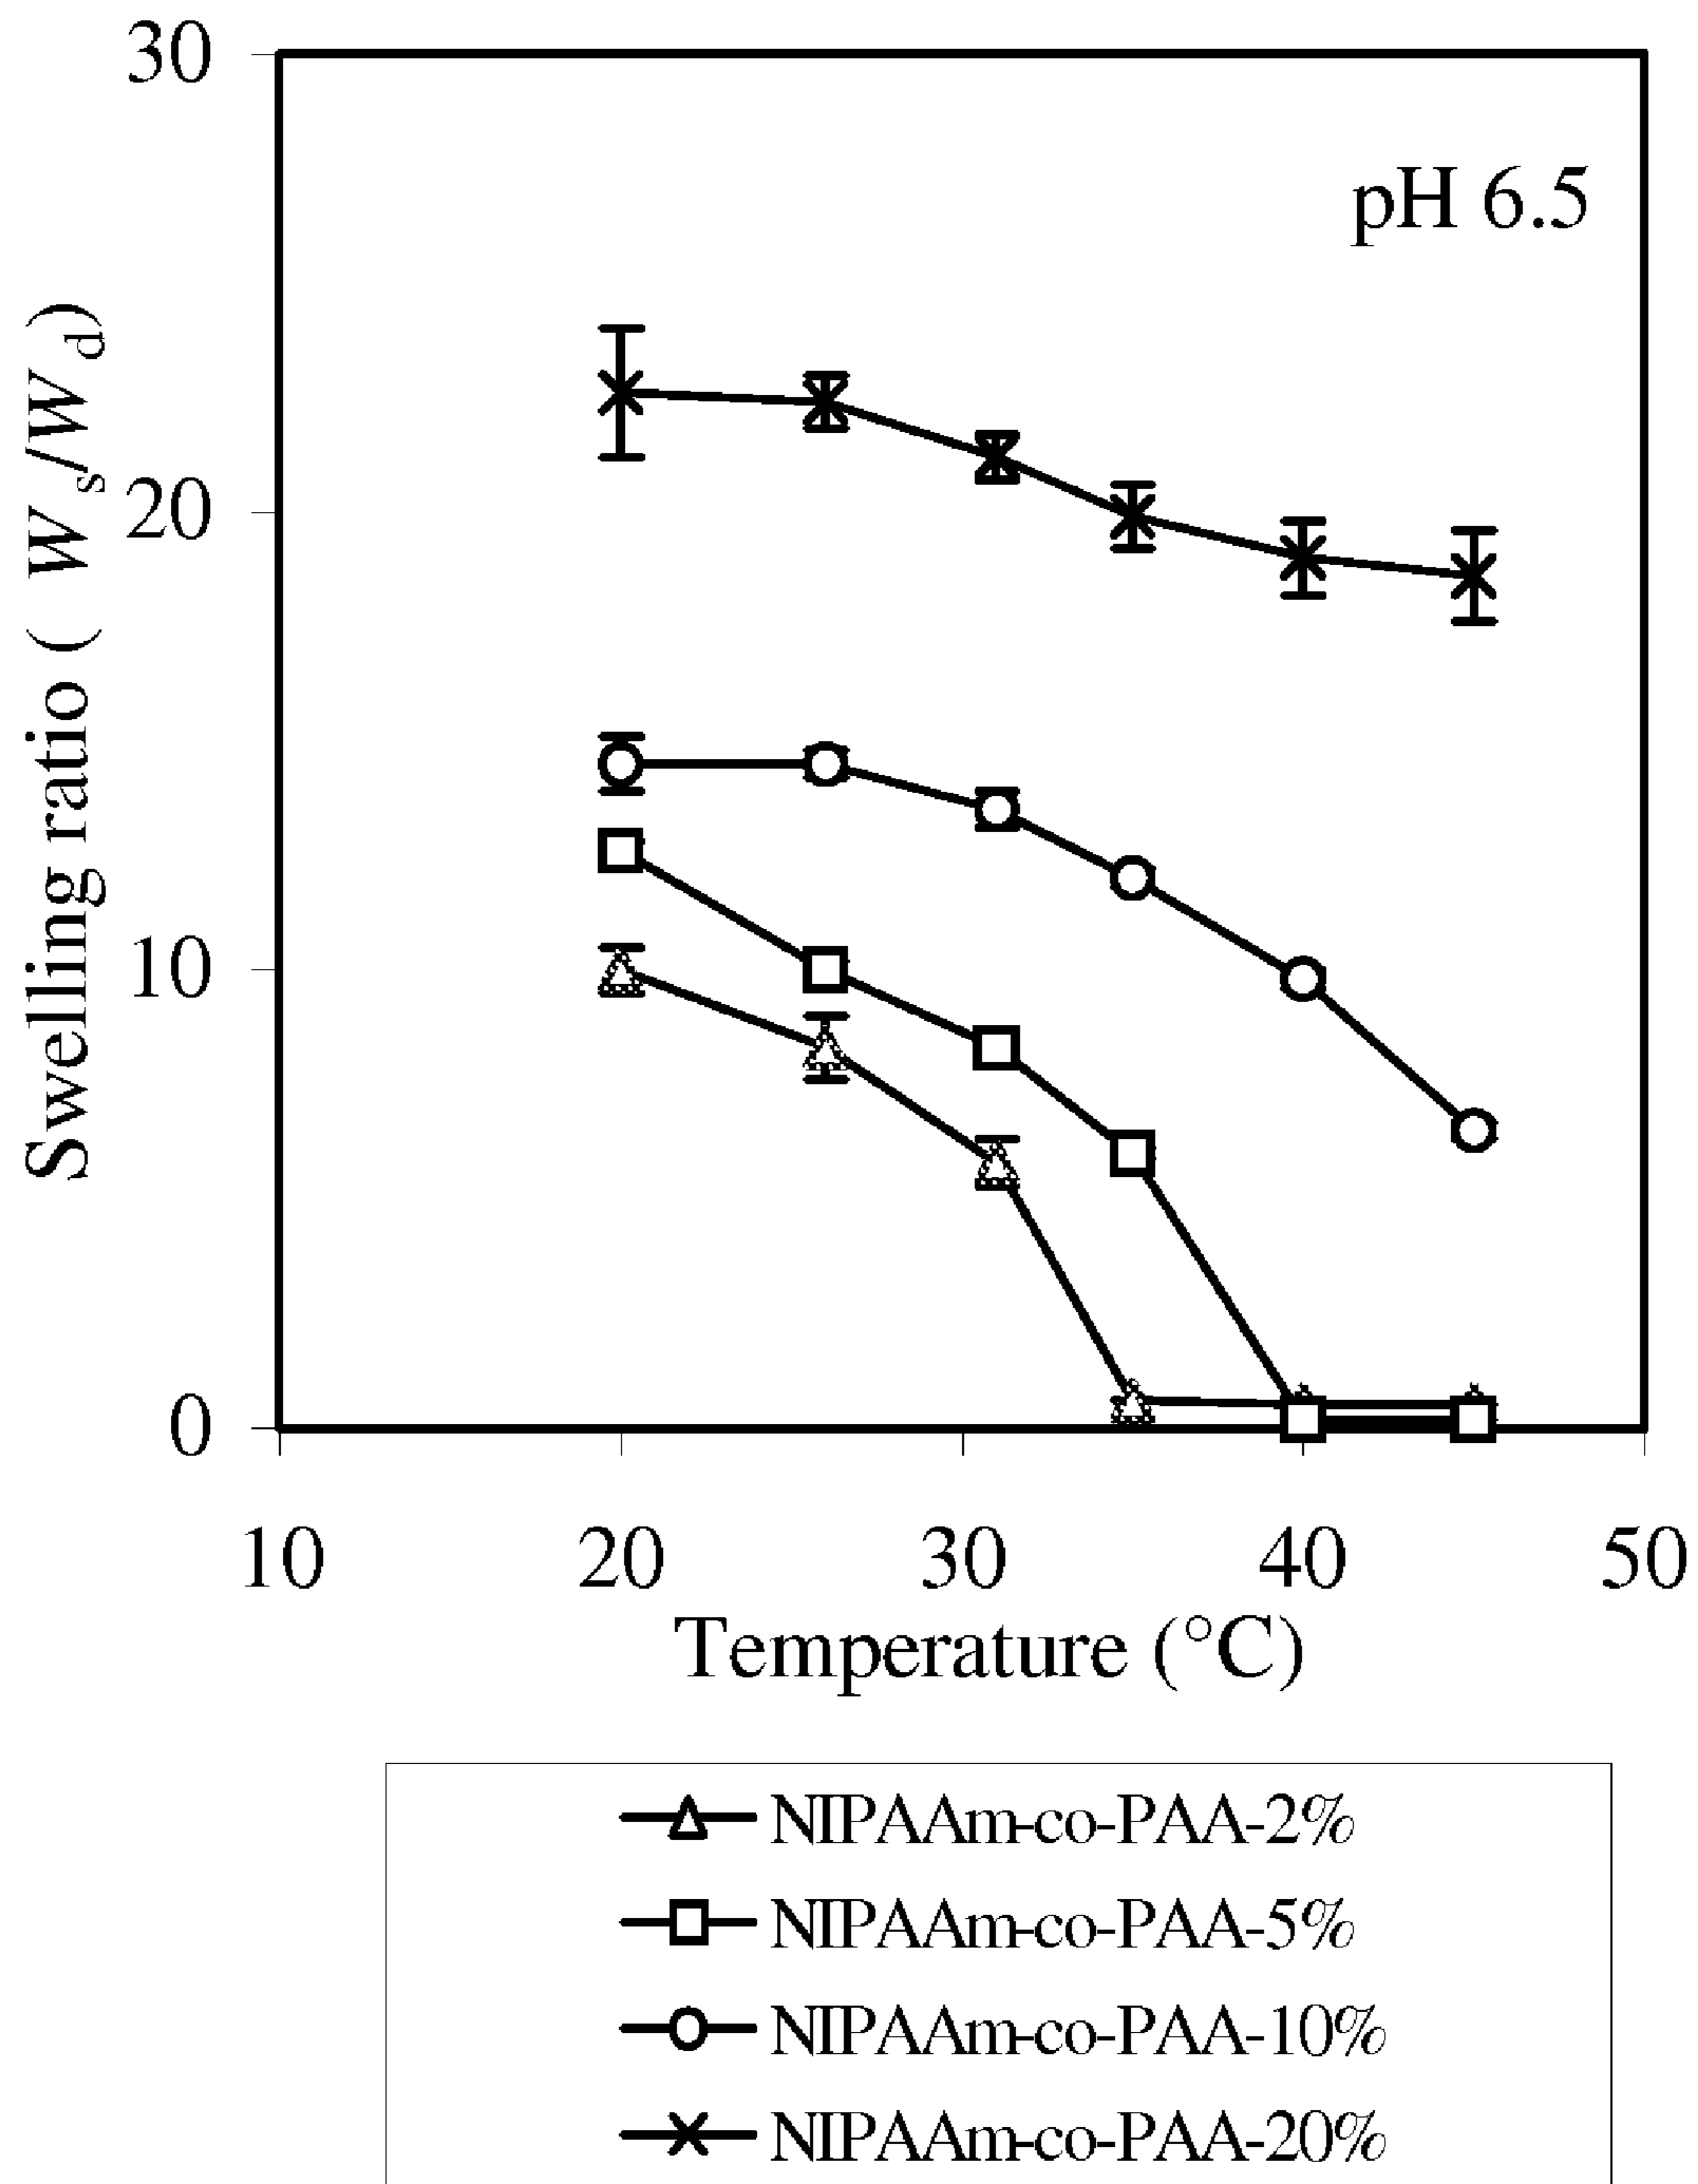 30
pH 6.5
20
10
0
Swelling ratio ( Ws/Wd)
10 20 30 40 50
Temperature (°C)
NIPAAm-co-PAA-2%
NIPAAm-co-PAA-5%
NIPAAm-co-PAA-10%
NIPAAm-co-PAA-20%